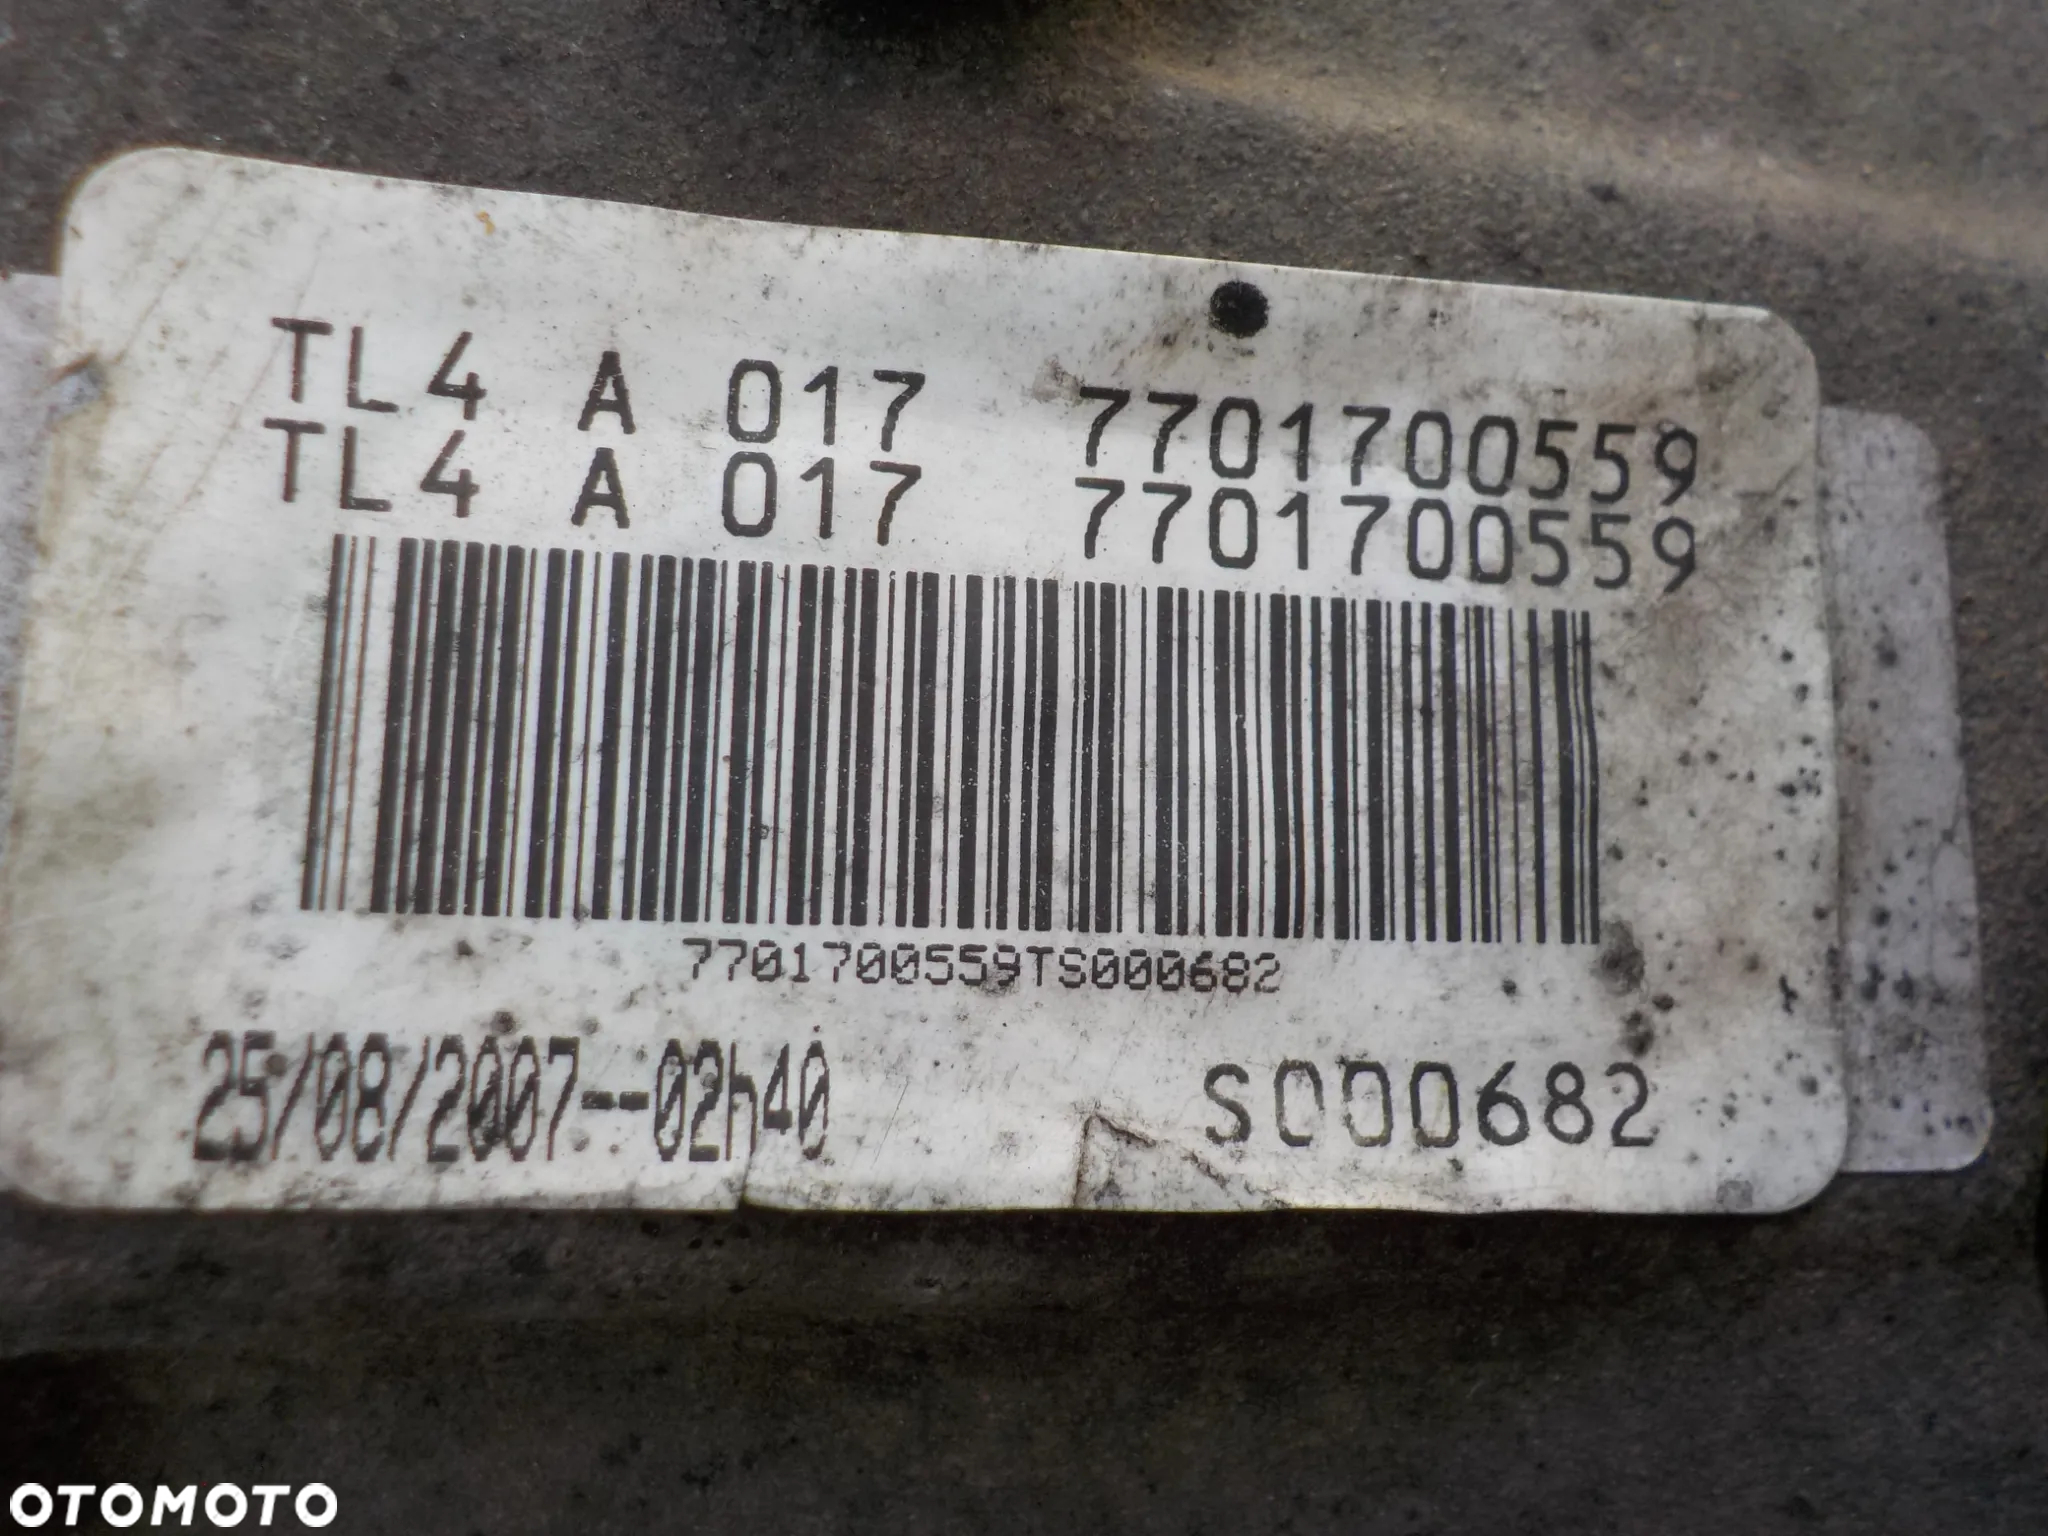 TL4 A 017 7701700559
TL4 A 017 7701700559
7701700559TS000682
25/08/2007--02h40 S000682
OTOMOTO